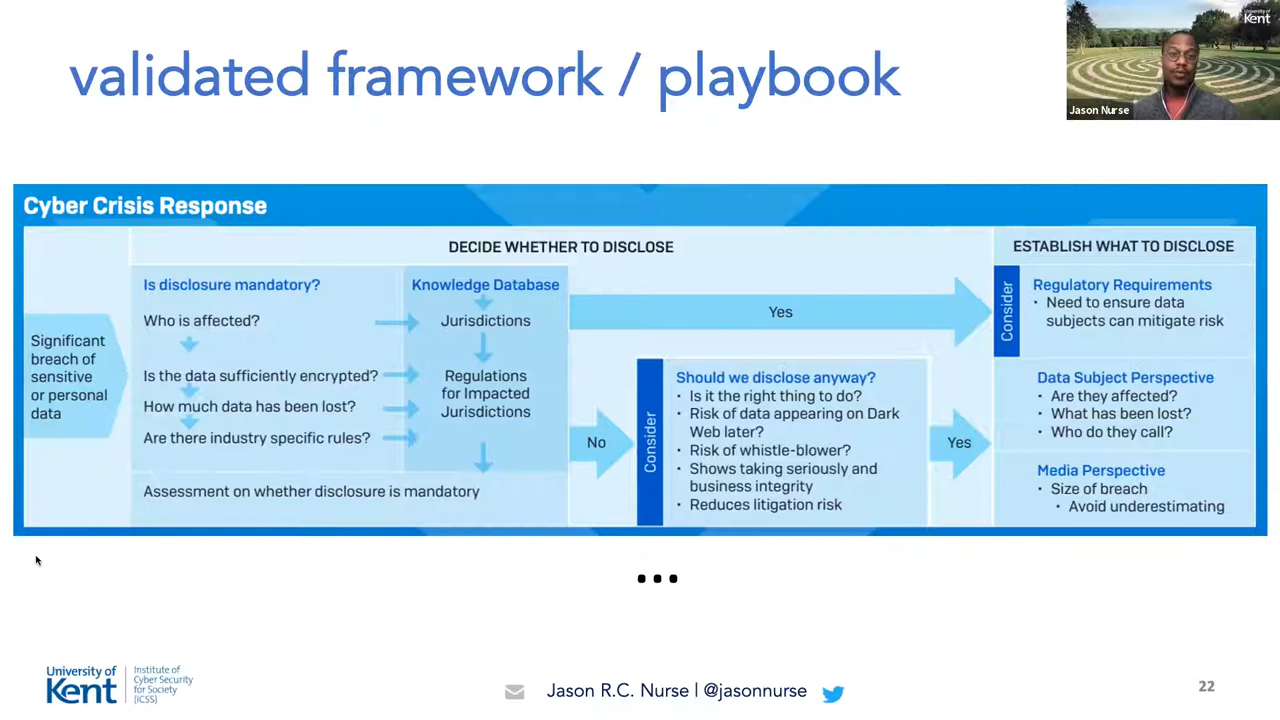 validated framework / playbook
University of
Kent
Jason Nurse
Cyber Crisis Response
DECIDE WHETHER TO DISCLOSE
ESTABLISH WHAT TO DISCLOSE
Significant
breach of
sensitive
or personal
data
Is disclosure mandatory?
Who is affected?
Is the data sufficiently encrypted?
How much data has been lost?
Are there industry specific rules?
Assessment on whether disclosure is mandatory
Knowledge Database
Jurisdictions
Regulations
for Impacted
Jurisdictions
Yes
No
Consider
Should we disclose anyway?
• Is it the right thing to do?
• Risk of data appearing on Dark
Web later?
• Risk of whistle-blower?
• Shows taking seriously and
business integrity
• Reduces litigation risk
Yes
Consider
Regulatory Requirements
• Need to ensure data
subjects can mitigate risk
Data Subject Perspective
• Are they affected?
• What has been lost?
• Who do they call?
Media Perspective
• Size of breach
• Avoid underestimating
...
University of
Kent
Institute of
Cyber Security
for Society
(ICSS)
Jason R.C. Nurse | @jasonnurse
22